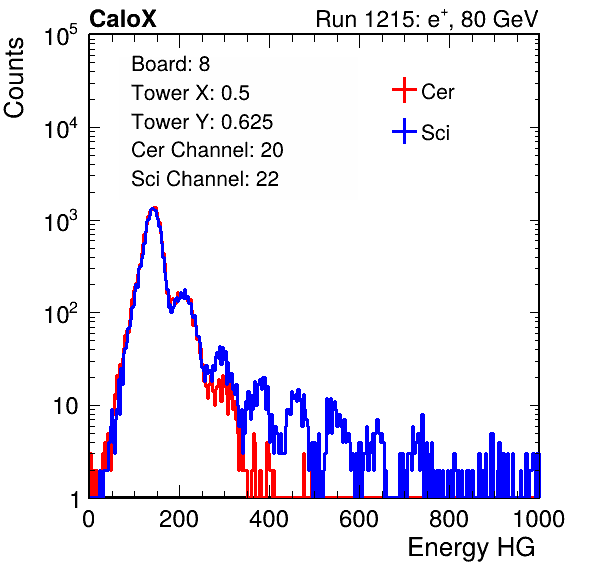 CaloX Run 1215: e⁺, 80 GeV
Counts
Board: 8
Tower X: 0.5
Tower Y: 0.625
Cer Channel: 20
Sci Channel: 22
Cer
Sci
10⁵
10⁴
10³
10²
10
1
0 200 400 600 800 1000
Energy HG